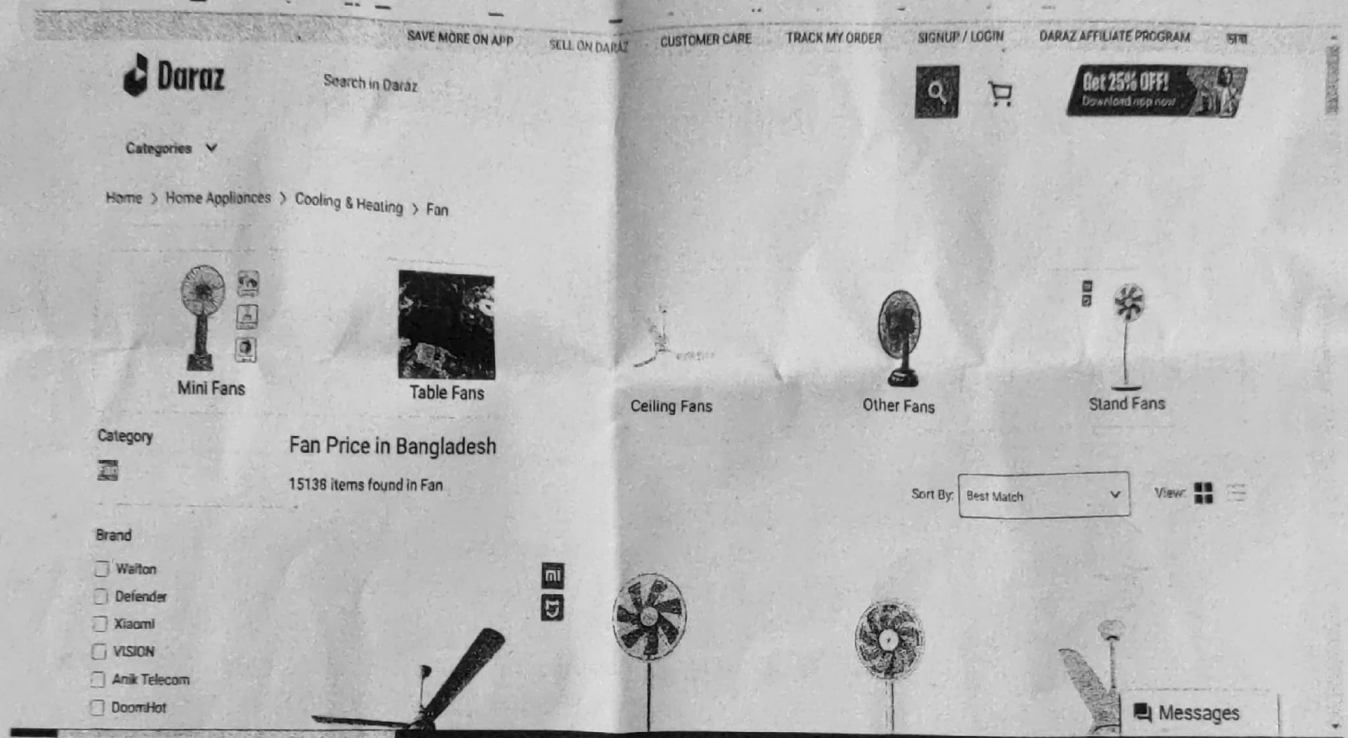 SAVE MORE ON APP SELL ON DARAZ CUSTOMER CARE TRACK MY ORDER SIGNUP / LOGIN DARAZ AFFILIATE PROGRAM ভাষা
Daraz Search in Daraz Get 25% OFF!
Download app now
Categories
Home > Home Appliances > Cooling & Heating > Fan
Mini Fans Table Fans Ceiling Fans Other Fans Stand Fans
Category
Fan Price in Bangladesh
15138 items found in Fan
Sort By: Best Match View:
Brand
Walton
Defender
Xiaomi
VISION
Anik Telecom
DoomHot
mi
Messages